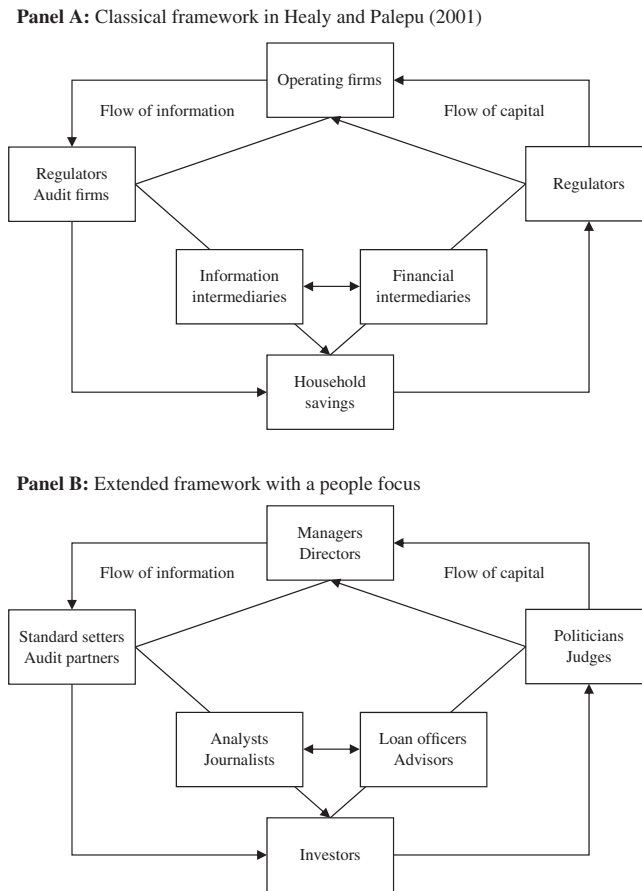 Panel A: Classical framework in Healy and Palepu (2001)
Operating firms
Flow of information
Flow of capital
Regulators
Audit firms
Regulators
Information
intermediaries
Financial
intermediaries
Household
savings
Panel B: Extended framework with a people focus
Managers
Directors
Flow of information
Flow of capital
Standard setters
Audit partners
Politicians
Judges
Analysts
Journalists
Loan officers
Advisors
Investors